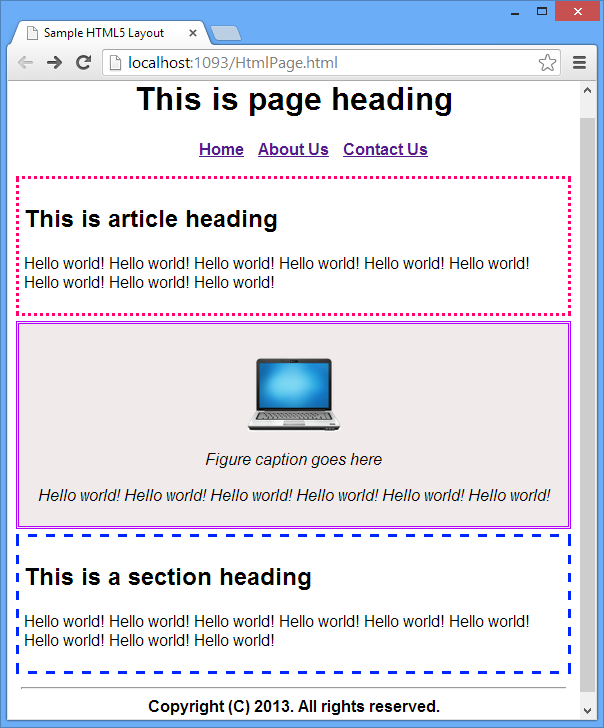 Sample HTML5 Layout
localhost:1093/HtmlPage.html
This is page heading
Home About Us Contact Us
This is article heading
Hello world! Hello world! Hello world! Hello world! Hello world! Hello world!
Hello world! Hello world! Hello world!
Figure caption goes here
Hello world! Hello world! Hello world! Hello world! Hello world! Hello world!
This is a section heading
Hello world! Hello world! Hello world! Hello world! Hello world! Hello world!
Hello world! Hello world! Hello world!
Copyright (C) 2013. All rights reserved.